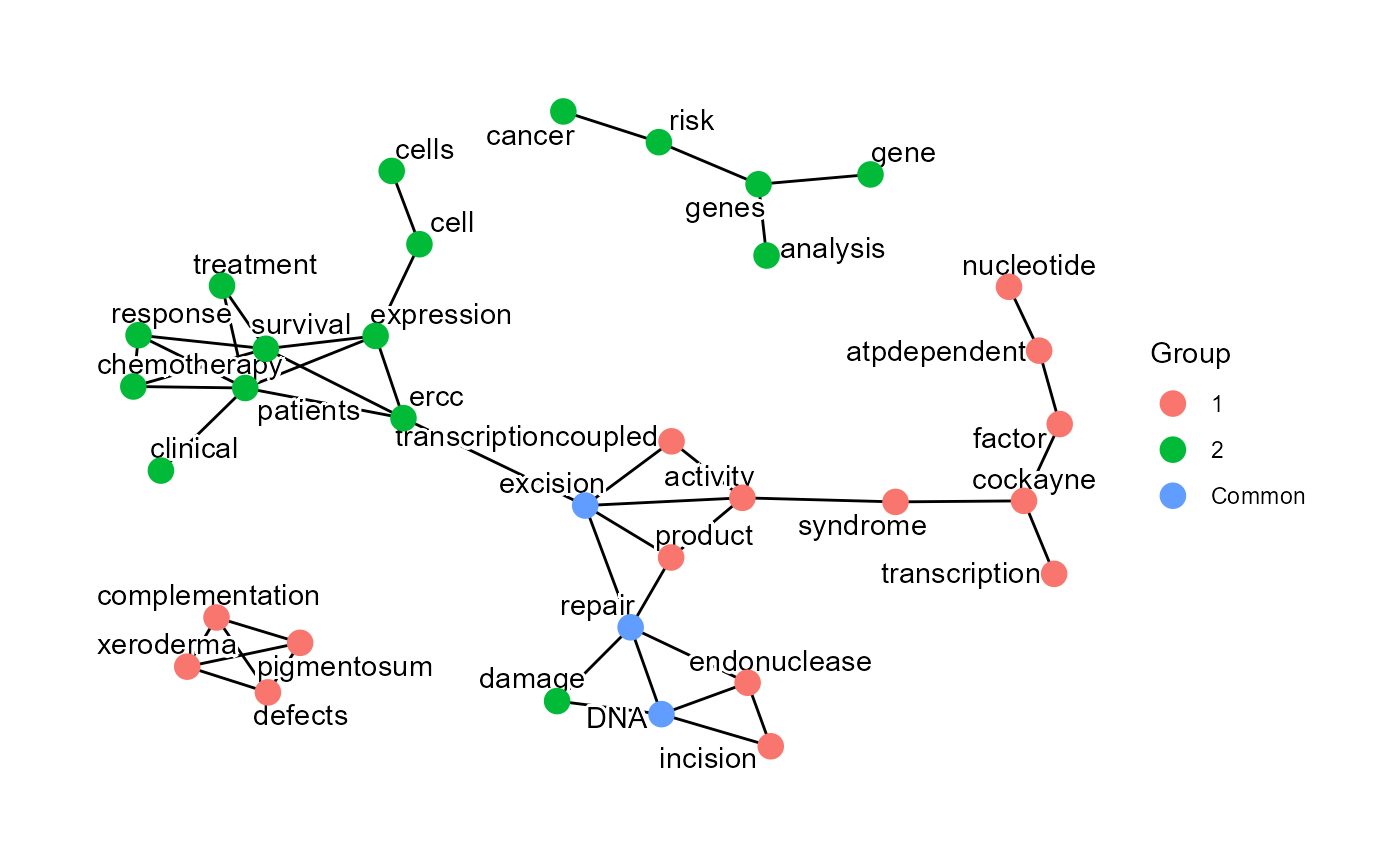 cancer
risk
cells
gene
genes
cell
analysis
treatment
nucleotide
response
survival
expression
atpdependent
Group
chemotherapy
ercc
1
patients
transcriptioncoupled
factor
clinical
2
activity
excision
cockayne
Common
syndrome
product
transcription
complementation
repair
xeroderma
pigmentosum
endonuclease
damage
defects
DNA
incision